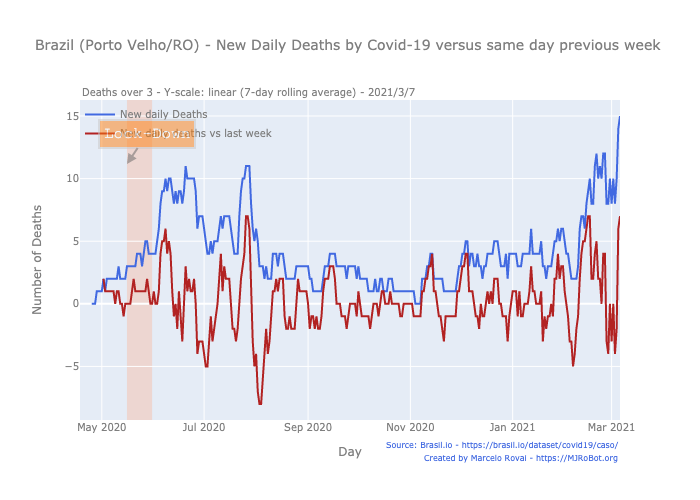 Brazil (Porto Velho/RO) - New Daily Deaths by Covid-19 versus same day previous week
Deaths over 3 - Y-scale: linear (7-day rolling average) - 2021/3/7
New daily Deaths
New daily deaths vs last week
Lock-Down
Number of Deaths
15
10
5
0
−5
May 2020
Jul 2020
Sep 2020
Nov 2020
Jan 2021
Mar 2021
Day
Source: Brasil.io - https://brasil.io/dataset/covid19/caso/
Created by Marcelo Rovai - https://MJRoBot.org